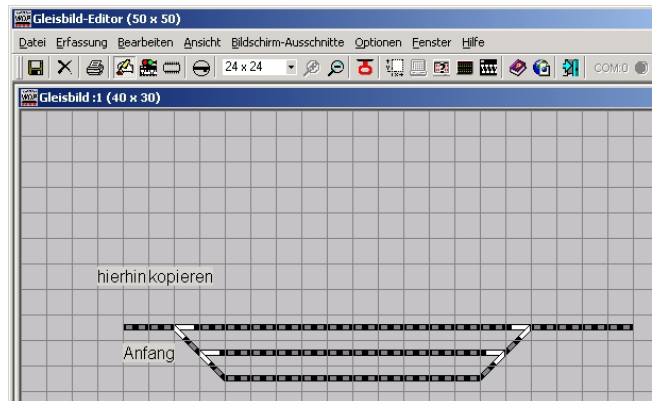 Gleisbild-Editor (50 x 50)
Datei Erfassung Bearbeiten Ansicht Bildschirm-Ausschnitte Optionen Fenster Hilfe
24 x 24 COM:0
Gleisbild :1 (40 x 30)
hierhin kopieren
Anfang